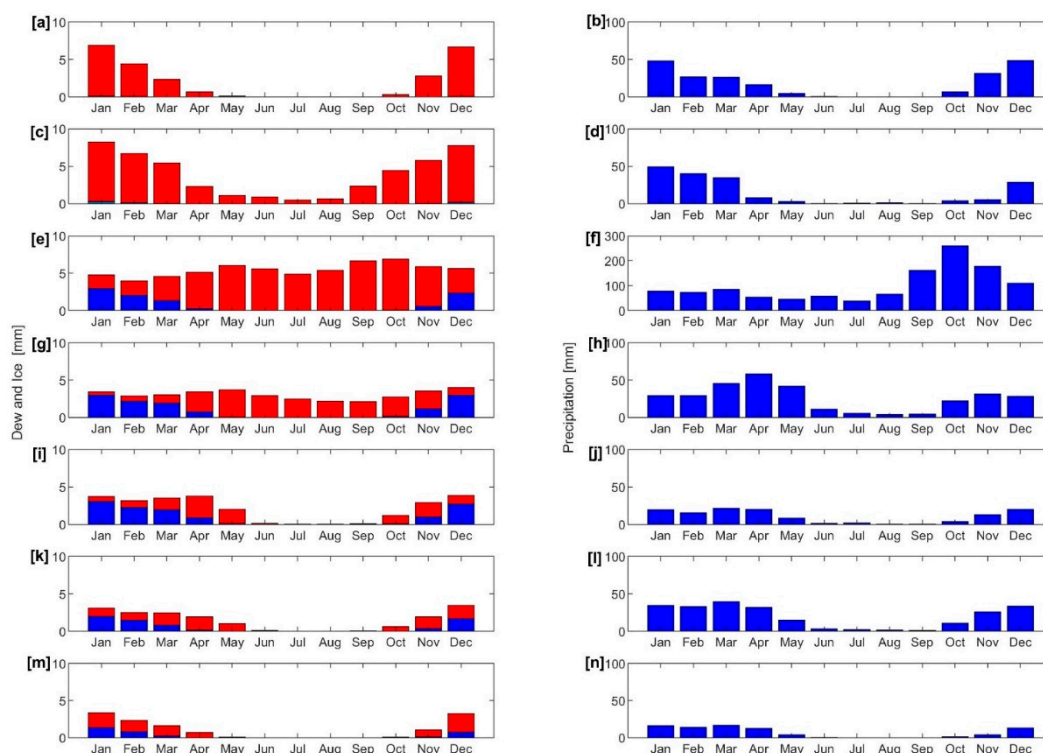 [a] 10
5
0
Jan Feb Mar Apr May Jun Jul Aug Sep Oct Nov Dec
[b] 100
50
0
Jan Feb Mar Apr May Jun Jul Aug Sep Oct Nov Dec
[c] 10
5
0
Jan Feb Mar Apr May Jun Jul Aug Sep Oct Nov Dec
[d] 100
50
0
Jan Feb Mar Apr May Jun Jul Aug Sep Oct Nov Dec
[e] 10
5
0
Jan Feb Mar Apr May Jun Jul Aug Sep Oct Nov Dec
[f] 300
200
100
0
Jan Feb Mar Apr May Jun Jul Aug Sep Oct Nov Dec
Dew and Ice [mm]
[g] 10
5
0
Jan Feb Mar Apr May Jun Jul Aug Sep Oct Nov Dec
Precipitation [mm]
[h] 100
50
0
Jan Feb Mar Apr May Jun Jul Aug Sep Oct Nov Dec
[i] 10
5
0
Jan Feb Mar Apr May Jun Jul Aug Sep Oct Nov Dec
[j] 100
50
0
Jan Feb Mar Apr May Jun Jul Aug Sep Oct Nov Dec
[k] 10
5
0
Jan Feb Mar Apr May Jun Jul Aug Sep Oct Nov Dec
[l] 100
50
0
Jan Feb Mar Apr May Jun Jul Aug Sep Oct Nov Dec
[m] 10
5
0
Jan Feb Mar Apr May Jun Jul Aug Sep Oct Nov Dec
[n] 100
50
0
Jan Feb Mar Apr May Jun Jul Aug Sep Oct Nov Dec